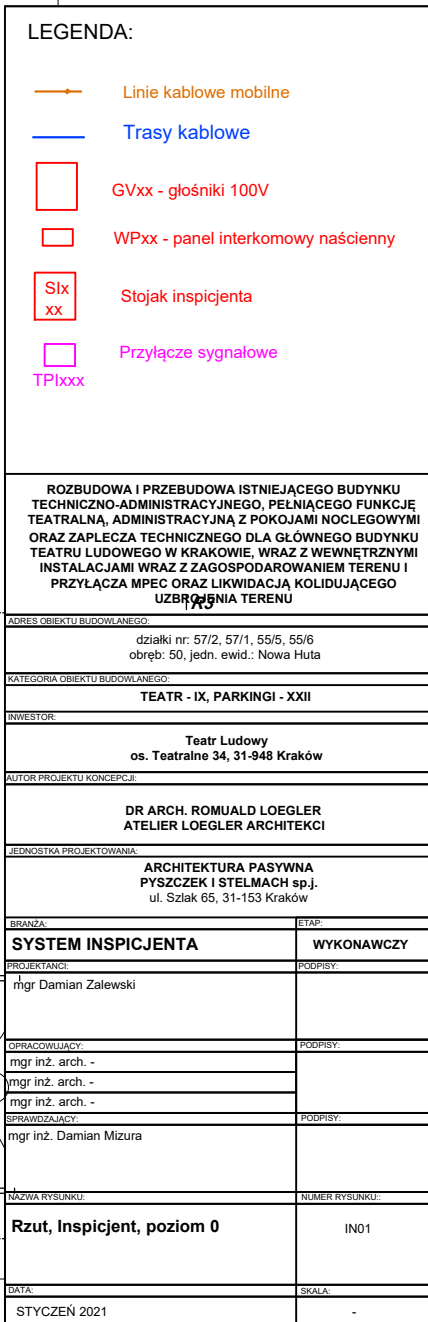 LEGENDA:
Linie kablowe mobilne
Trasy kablowe
GVxx - głośniki 100V
WPxx - panel interkomowy naścienny
SIx
xx
Stojak inspicjenta
Przyłącze sygnałowe
TPIxxx
ROZBUDOWA I PRZEBUDOWA ISTNIEJĄCEGO BUDYNKU
TECHNICZNO-ADMINISTRACYJNEGO, PEŁNIĄCEGO FUNKCJĘ
TEATRALNĄ, ADMINISTRACYJNĄ Z POKOJAMI NOCLEGOWYMI
ORAZ ZAPLECZA TECHNICZNEGO DLA GŁÓWNEGO BUDYNKU
TEATRU LUDOWEGO W KRAKOWIE, WRAZ Z WEWNĘTRZNYMI
INSTALACJAMI WRAZ Z ZAGOSPODAROWANIEM TERENU I
PRZYŁĄCZA MPEC ORAZ LIKWIDACJĄ KOLIDUJĄCEGO
UZBROJENIA TERENU
R3
ADRES OBIEKTU BUDOWLANEGO:
działki nr: 57/2, 57/1, 55/5, 55/6
obręb: 50, jedn. ewid.: Nowa Huta
KATEGORIA OBIEKTU BUDOWLANEGO:
TEATR - IX, PARKINGI - XXII
INWESTOR:
Teatr Ludowy
os. Teatralne 34, 31-948 Kraków
AUTOR PROJEKTU KONCEPCJI:
DR ARCH. ROMUALD LOEGLER
ATELIER LOEGLER ARCHITEKCI
JEDNOSTKA PROJEKTOWANIA:
ARCHITEKTURA PASYWNA
PYSZCZEK I STELMACH sp.j.
ul. Szlak 65, 31-153 Kraków
BRANŻA: ETAP:
SYSTEM INSPICJENTA WYKONAWCZY
PROJEKTANCI: PODPISY:
mgr Damian Zalewski
OPRACOWUJĄCY: PODPISY:
mgr inż. arch. -
mgr inż. arch. -
mgr inż. arch. -
SPRAWDZAJĄCY: PODPISY:
mgr inż. Damian Mizura
NAZWA RYSUNKU: NUMER RYSUNKU::
Rzut, Inspicjent, poziom 0 IN01
DATA: SKALA:
STYCZEŃ 2021 -